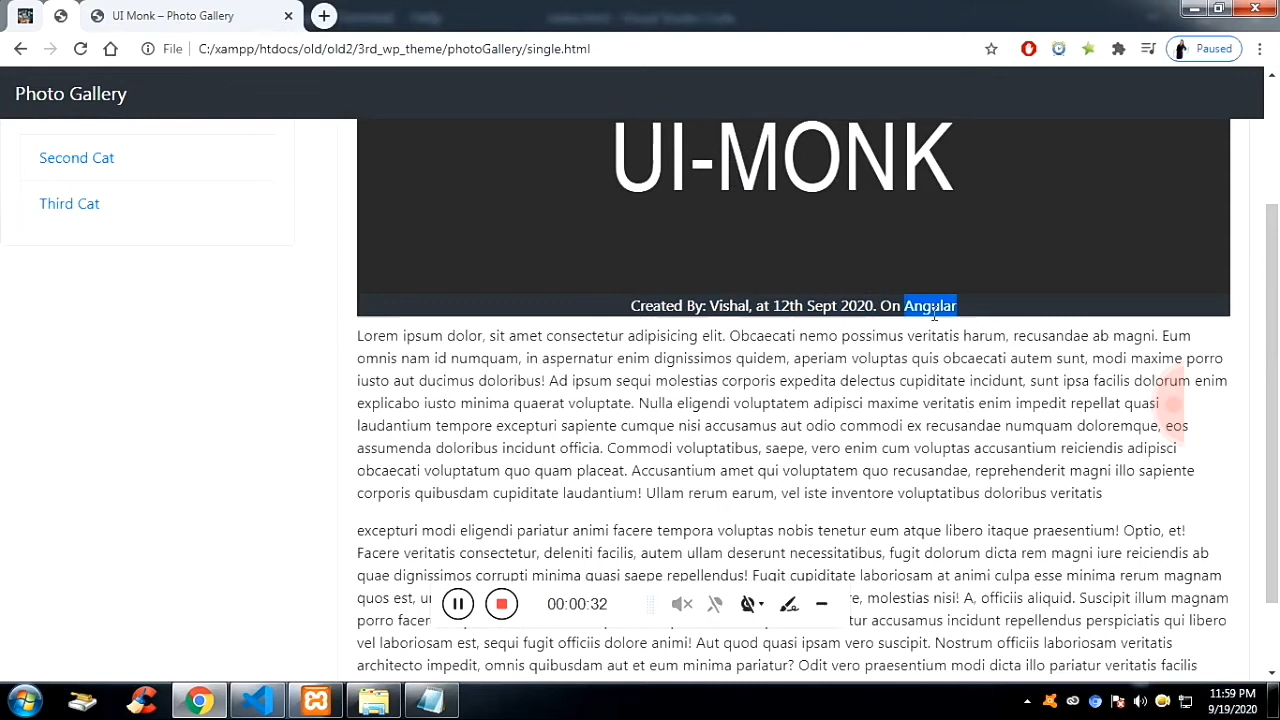 UI Monk – Photo Gallery
File
C:/xampp/htdocs/old/old2/3rd_wp_theme/photoGallery/single.html
Paused
Photo Gallery
Second Cat
Third Cat
UI-MONK
Created By: Vishal, at 12th Sept 2020. On Angular
Lorem ipsum dolor, sit amet consectetur adipisicing elit. Obcaecati nemo possimus veritatis harum, recusandae ab magni. Eum
omnis nam id numquam, in aspernatur enim dignissimos quidem, aperiam voluptas quis obcaecati autem sunt, modi maxime porro
iusto aut ducimus doloribus! Ad ipsum sequi molestias corporis expedita delectus cupiditate incidunt, sunt ipsa facilis dolorum enim
explicabo iusto minima quaerat voluptate. Nulla eligendi voluptatem adipisci maxime veritatis enim impedit repellat quasi
laudantium tempore excepturi sapiente cumque nisi accusamus aut odio commodi ex recusandae numquam doloremque, eos
assumenda doloribus incidunt officia. Commodi voluptatibus, saepe, vero enim cum voluptas accusantium reiciendis adipisci
obcaecati voluptatum quo quam placeat. Accusantium amet qui voluptatem quo recusandae, reprehenderit magni illo sapiente
corporis quibusdam cupiditate laudantium! Ullam rerum earum, vel iste inventore voluptatibus doloribus veritatis
excepturi modi eligendi pariatur animi facere tempora voluptas nobis tenetur eum atque libero itaque praesentium! Optio, et!
Facere veritatis consectetur, deleniti facilis, autem ullam deserunt necessitatibus, fugit dolorum dicta rem magni iure reiciendis ab
quae dignissimos corrupti minima quasi saepe repellendus! Fugit cupiditate laboriosam at animi culpa esse minima rerum magnam
quos est, re, molestias nisi! A, officiis aliquid. Suscipit illum magnam
00:00:32
porro tur accusamus incidunt repellendus perspiciatis qui libero
vel laboriosam est, sequi fugit officiis dolore animi! Aut quod quasi ipsam vero suscipit. Nostrum officiis laboriosam veritatis
architecto impedit, omnis quibusdam aut et eum minima pariatur? Odit vero praesentium modi dicta illo pariatur veritatis facilis
11:59 PM
9/19/2020